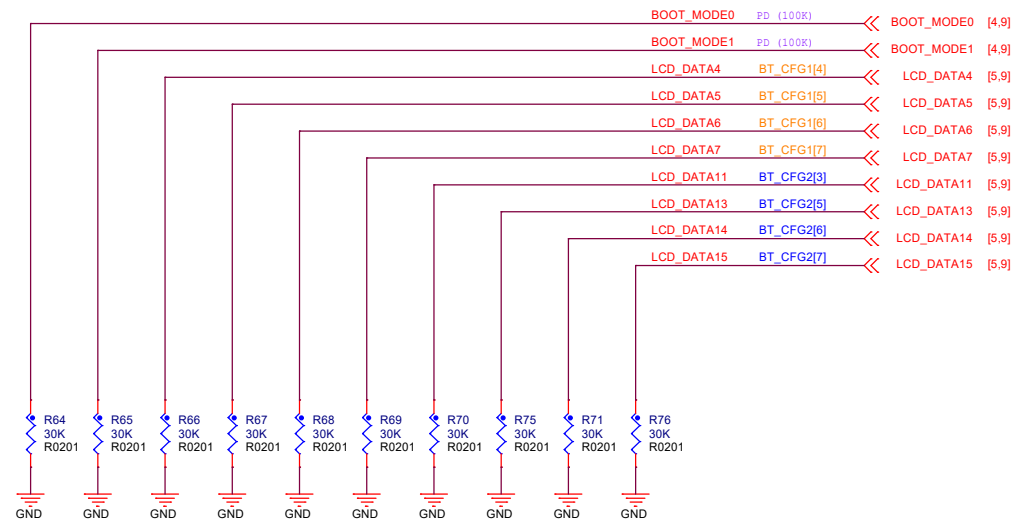 BOOT_MODE0 PD (100K) BOOT_MODE0 [4,9]
BOOT_MODE1 PD (100K) BOOT_MODE1 [4,9]
LCD_DATA4 BT_CFG1[4] LCD_DATA4 [5,9]
LCD_DATA5 BT_CFG1[5] LCD_DATA5 [5,9]
LCD_DATA6 BT_CFG1[6] LCD_DATA6 [5,9]
LCD_DATA7 BT_CFG1[7] LCD_DATA7 [5,9]
LCD_DATA11 BT_CFG2[3] LCD_DATA11 [5,9]
LCD_DATA13 BT_CFG2[5] LCD_DATA13 [5,9]
LCD_DATA14 BT_CFG2[6] LCD_DATA14 [5,9]
LCD_DATA15 BT_CFG2[7] LCD_DATA15 [5,9]
R64 R65 R66 R67 R68 R69 R70 R75 R71 R76
30K 30K 30K 30K 30K 30K 30K 30K 30K 30K
R0201 R0201 R0201 R0201 R0201 R0201 R0201 R0201 R0201 R0201
GND GND GND GND GND GND GND GND GND GND